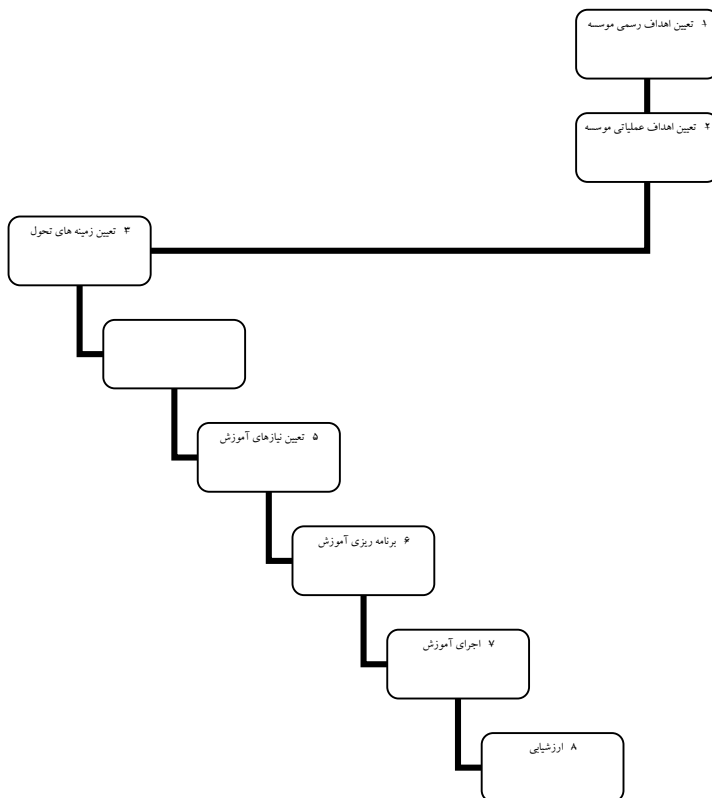 ۱ تعیین اهداف رسمی موسسه
۲ تعیین اهداف عملیاتی موسسه
۳ تعیین زمینه های تحول
۵ تعیین نیازهای آموزش
۶ برنامه ریزی آموزش
۷ اجرای آموزش
۸ ارزشیابی